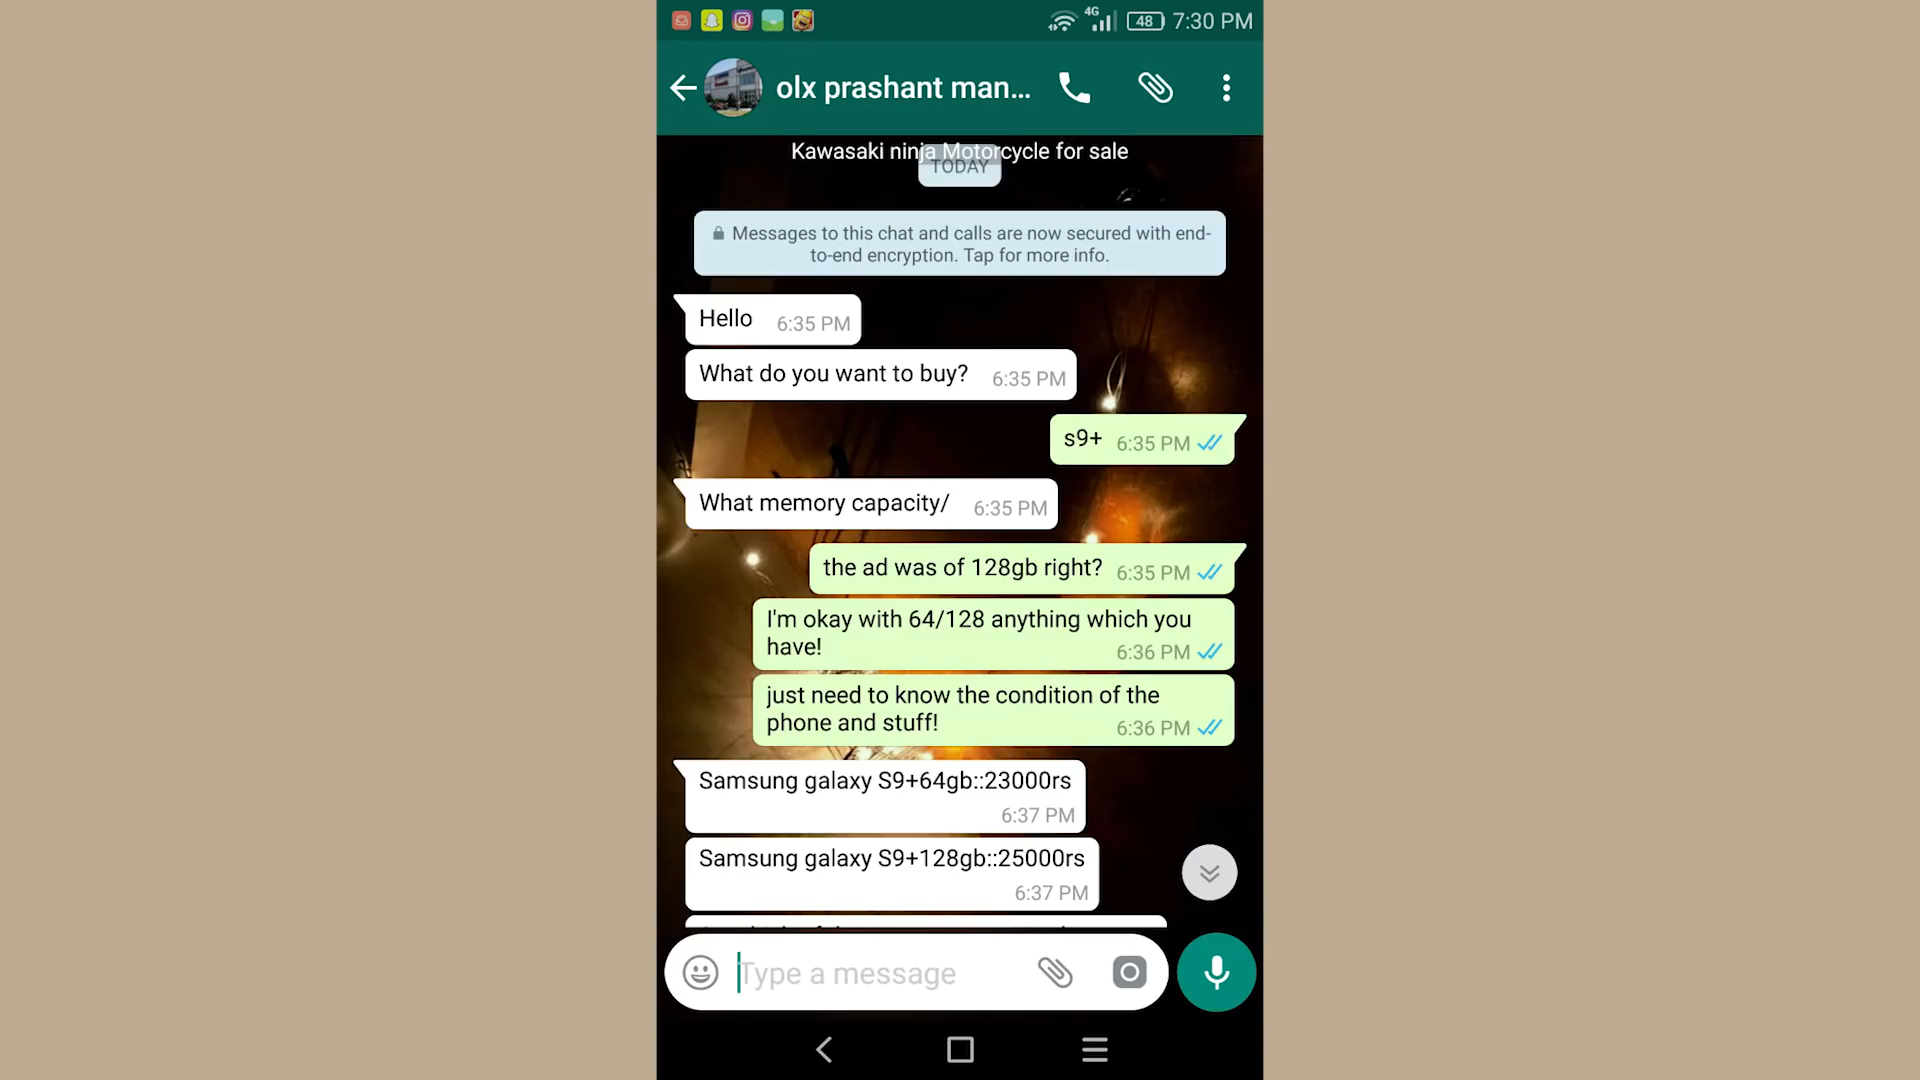 4G
48 7:30 PM
olx prashant man...
Kawasaki ninja Motorcycle for sale
TODAY
Messages to this chat and calls are now secured with end-
to-end encryption. Tap for more info.
Hello 6:35 PM
What do you want to buy? 6:35 PM
s9+ 6:35 PM
What memory capacity/ 6:35 PM
the ad was of 128gb right? 6:35 PM
I'm okay with 64/128 anything which you
have! 6:36 PM
just need to know the condition of the
phone and stuff! 6:36 PM
Samsung galaxy S9+64gb::23000rs
6:37 PM
Samsung galaxy S9+128gb::25000rs
6:37 PM
Type a message